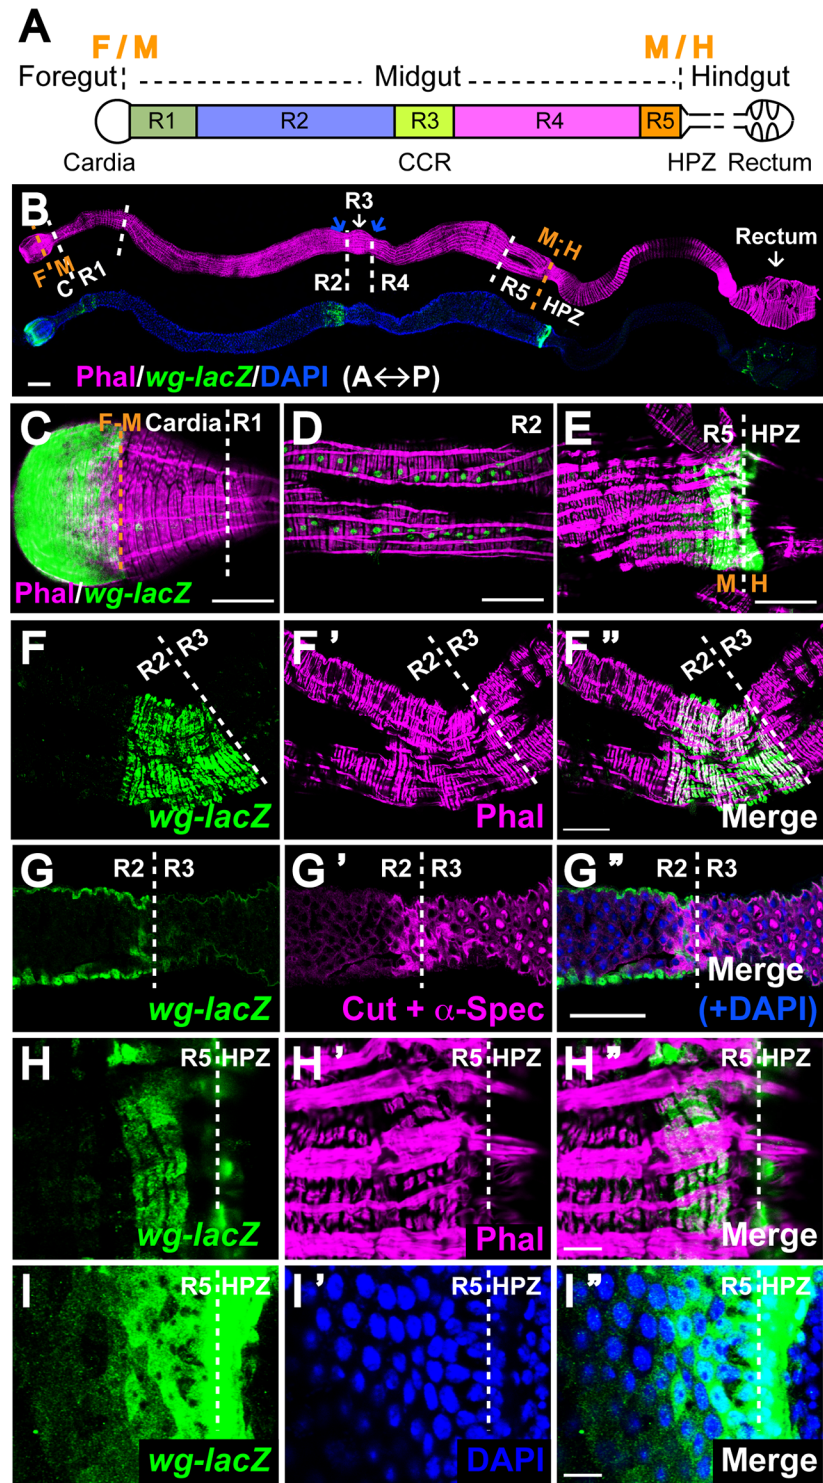 A
F / M
M / H
Foregut
Midgut
Hindgut
R1 R2 R3 R4 R5
Cardia CCR HPZ Rectum
B
R3
M H
Rectum
F M
C R1
R2 R4
R5 HPZ
Phal/wg-lacZ/DAPI (A↔P)
C
F-M Cardia R1
Phal/wg-lacZ
D
R2
E
R5 HPZ
M H
F
R2 R3
wg-lacZ
F'
R2 R3
Phal
F"
R2 R3
Merge
G
R2 R3
wg-lacZ
G'
R2 R3
Cut + α-Spec
G"
R2 R3
Merge
(+DAPI)
H
R5 HPZ
wg-lacZ
H'
R5 HPZ
Phal
H"
R5 HPZ
Merge
I
R5 HPZ
wg-lacZ
I'
R5 HPZ
DAPI
I"
R5 HPZ
Merge